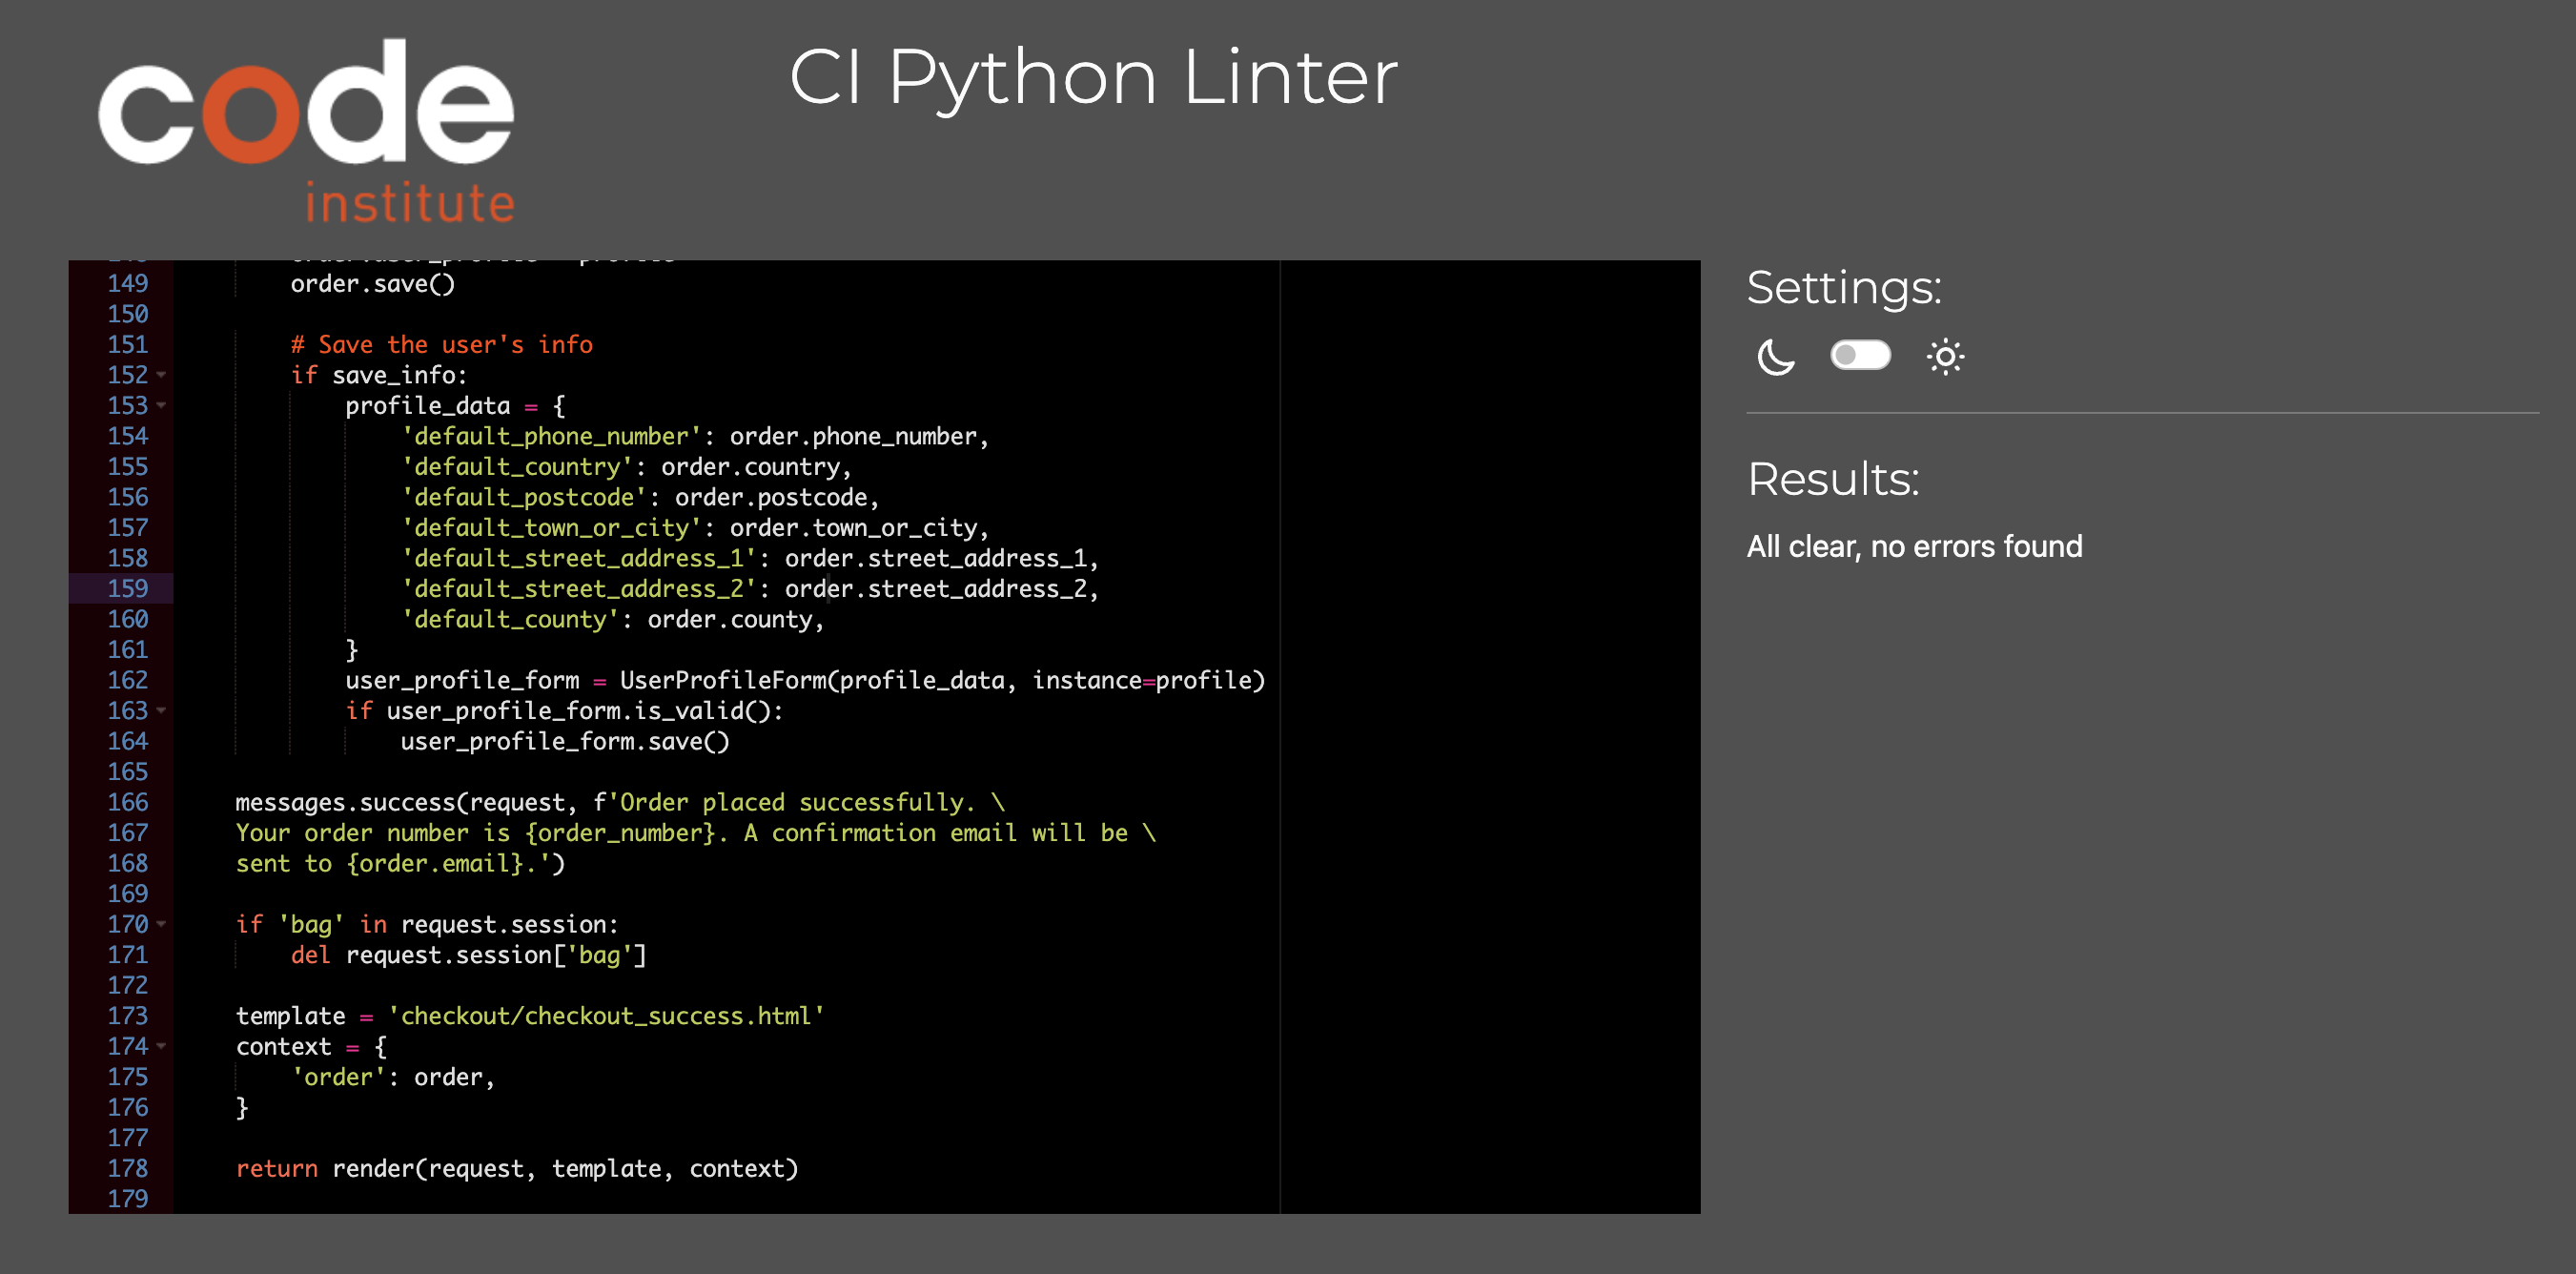 code
institute
CI Python Linter
149 order.save()
150
151 # Save the user's info
152 if save_info:
153 profile_data = {
154 'default_phone_number': order.phone_number,
155 'default_country': order.country,
156 'default_postcode': order.postcode,
157 'default_town_or_city': order.town_or_city,
158 'default_street_address_1': order.street_address_1,
159 'default_street_address_2': order.street_address_2,
160 'default_county': order.county,
161 }
162 user_profile_form = UserProfileForm(profile_data, instance=profile)
163 if user_profile_form.is_valid():
164 user_profile_form.save()
165
166 messages.success(request, f'Order placed successfully. \
167 Your order number is {order_number}. A confirmation email will be \
168 sent to {order.email}.')
169
170 if 'bag' in request.session:
171 del request.session['bag']
172
173 template = 'checkout/checkout_success.html'
174 context = {
175 'order': order,
176 }
177
178 return render(request, template, context)
179
Settings:
Results:
All clear, no errors found